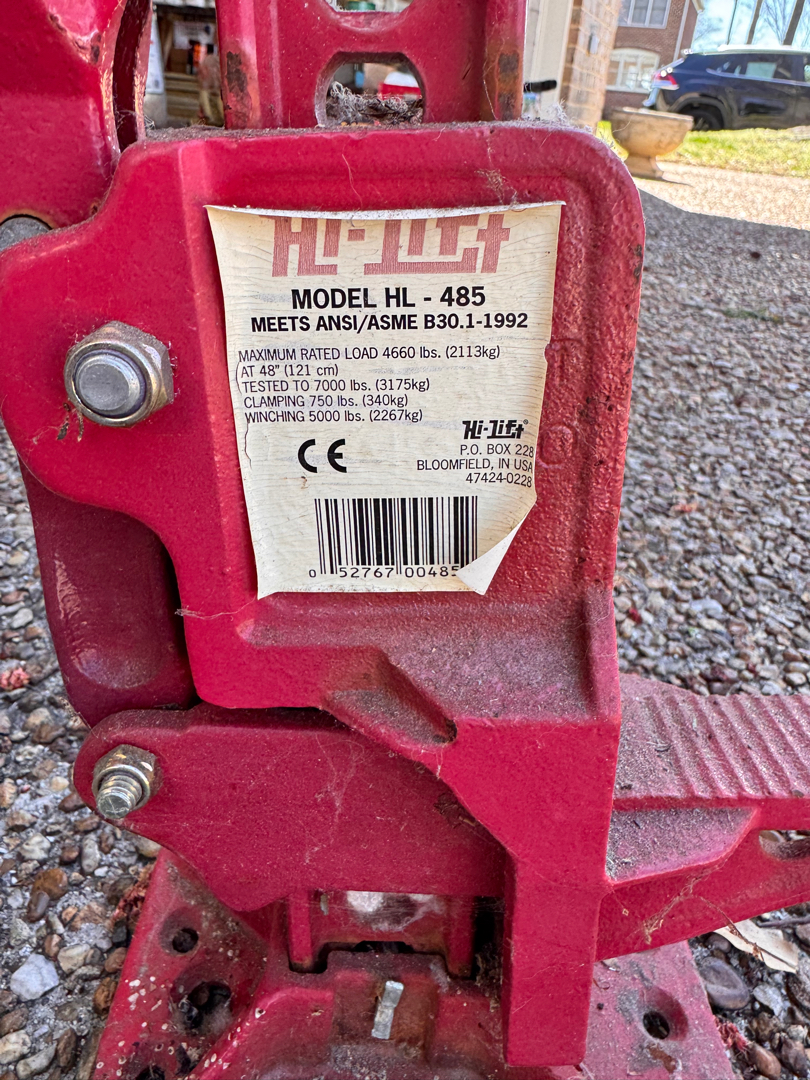 Hi-Lift
MODEL HL - 485
MEETS ANSI/ASME B30.1-1992
MAXIMUM RATED LOAD 4660 lbs. (2113kg)
AT 48" (121 cm)
TESTED TO 7000 lbs. (3175kg)
CLAMPING 750 lbs. (340kg)
WINCHING 5000 lbs. (2267kg)
Hi-Lift®
P.O. BOX 228
BLOOMFIELD, IN USA
47424-0228
CE
0 52767 00485